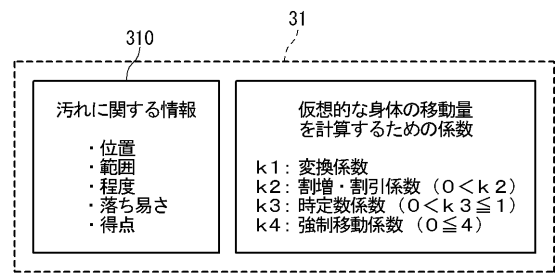 31
310
汚れに関する情報
・位置
・範囲
・程度
・落ち易さ
・得点
仮想的な身体の移動量
を計算するための係数
ｋ１：変換係数
ｋ２：割増・割引係数（０＜ｋ２）
ｋ３：時定数係数（０＜ｋ３≦１）
ｋ４：強制移動係数（０≦４）